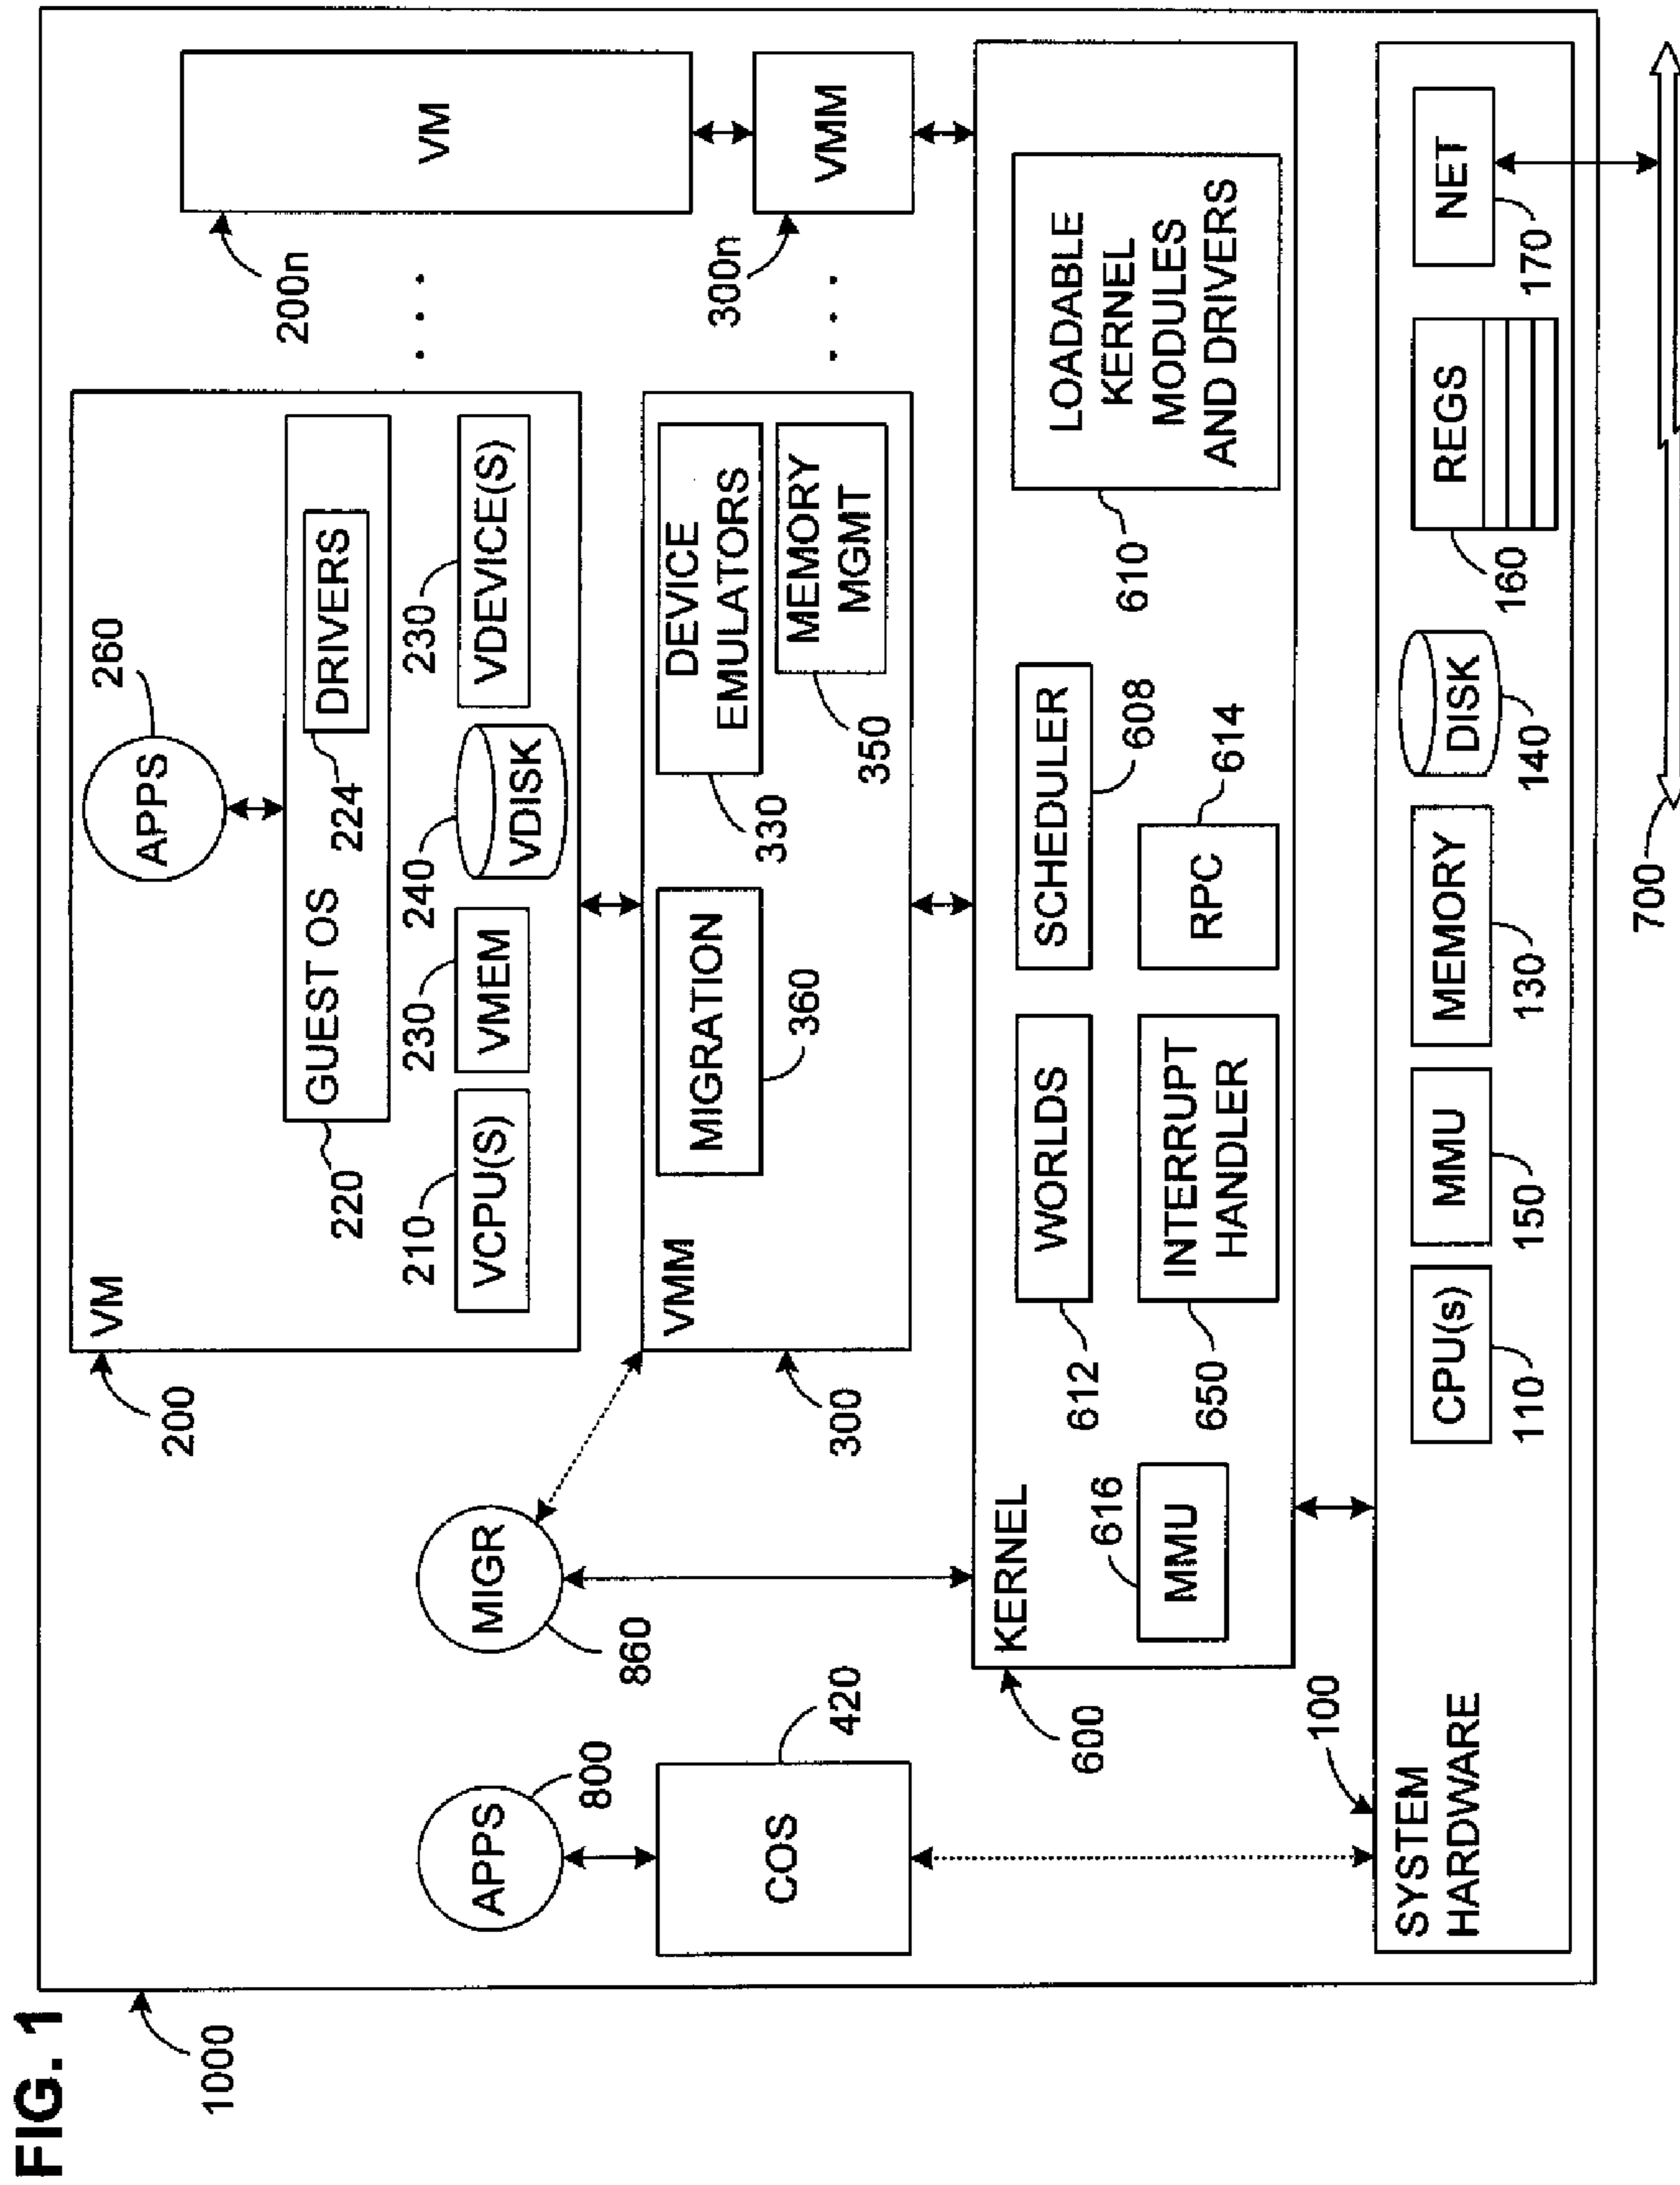 FIG. 1
1000
VM
200
APPS
260
GUEST OS
220
DRIVERS
224
210
VCPU(S)
230
VMEM
240
VDISK
230
VDEVICE(S)
VM
200n
. . .
APPS
800
MIGR
860
COS
420
VMM
300
MIGRATION
360
DEVICE
EMULATORS
330
MEMORY
MGMT
350
VMM
300n
. . .
KERNEL
600
616
MMU
WORLDS
612
SCHEDULER
608
INTERRUPT
HANDLER
650
RPC
614
LOADABLE
KERNEL
MODULES
AND DRIVERS
610
SYSTEM
HARDWARE
100
CPU(s)
110
MMU
150
MEMORY
130
DISK
140
REGS
160
NET
170
700